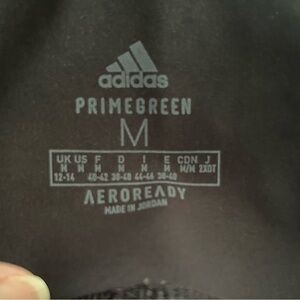 adidas
PRIMEGREEN
M
UK US F D I E CDN J
M M M M M M M/M 2XOT
12-14 40-42 38-40 44-46 38-40
AEROREADY
MADE IN JORDAN